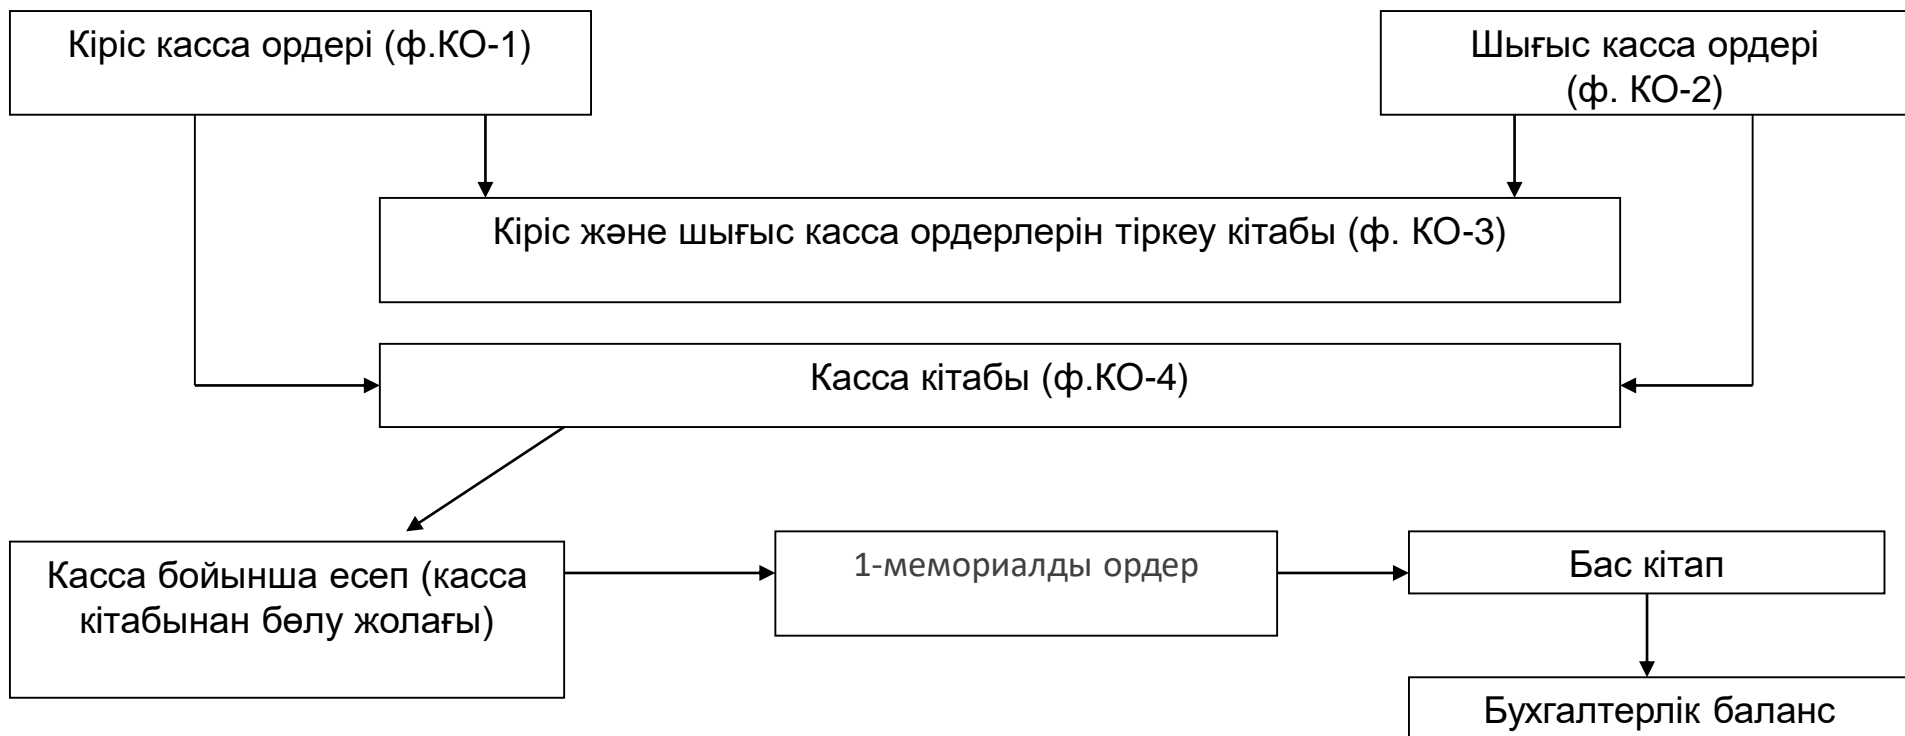 Кіріс касса ордері (ф.КО-1)
Шығыс касса ордері
(ф. КО-2)
Кіріс және шығыс касса ордерлерін тіркеу кітабы (ф. КО-3)
Касса кітабы (ф.КО-4)
Касса бойынша есеп (касса
кітабынан бөлу жолағы)
1-мемориалды ордер
Бас кітап
Бухгалтерлік баланс